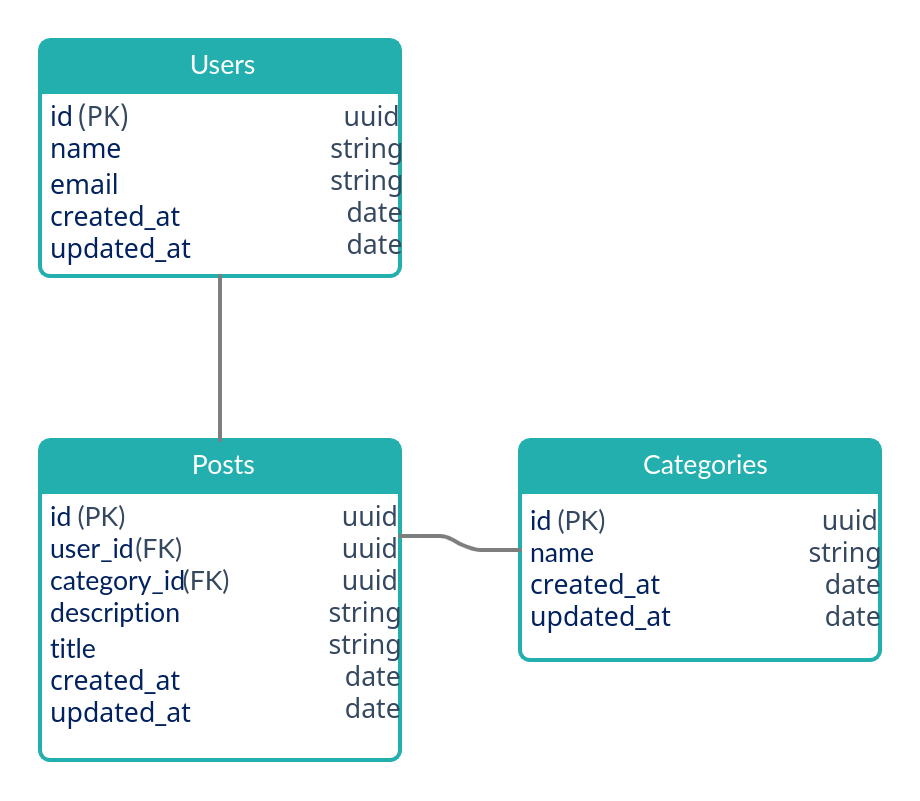 Users
id (PK) uuid
name string
email string
created_at date
updated_at date
Posts
id (PK) uuid
user_id(FK) uuid
category_id(FK) uuid
description string
title string
created_at date
updated_at date
Categories
id (PK) uuid
name string
created_at date
updated_at date